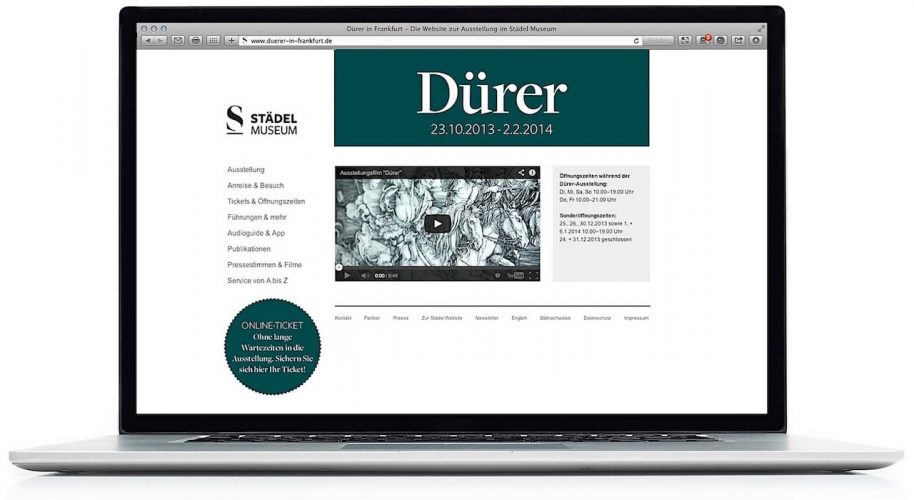 Dürer in Frankfurt – Die Website zur Ausstellung im Städel Museum
www.duerer-in-frankfurt.de
Dürer
23.10.2013 - 2.2.2014
S STÄDEL
MUSEUM
Ausstellung
Anreise & Besuch
Tickets & Öffnungszeiten
Führungen & mehr
Audioguide & App
Publikationen
Pressestimmen & Filme
Service von A bis Z
Ausstellungsfilm "Dürer"
0:00 / 8:48
YouTube
Öffnungszeiten während der
Dürer-Ausstellung:
Di, Mi, Sa, So 10.00–19.00 Uhr
Do, Fr 10.00–21.00 Uhr
Sonderöffnungszeiten:
25., 26., 30.12.2013 sowie 1. +
6.1.2014 10.00–19.00 Uhr
24. + 31.12.2013 geschlossen
ONLINE-TICKET
Ohne lange
Wartezeiten in die
Ausstellung. Sichern Sie
sich hier Ihr Ticket!
Kontakt Partner Presse Zur Städel Website Newsletter English Bildnachweise Datenschutz Impressum